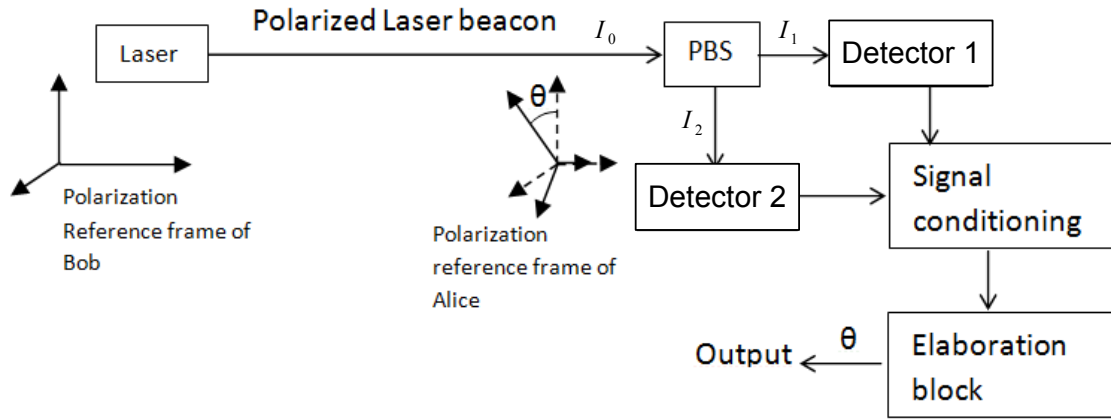 Polarized Laser beacon
Laser
I₀
PBS
I₁
Detector 1
θ
I₂
Detector 2
Signal
conditioning
Polarization
Reference frame of
Bob
Polarization
reference frame of
Alice
Output
θ
Elaboration
block